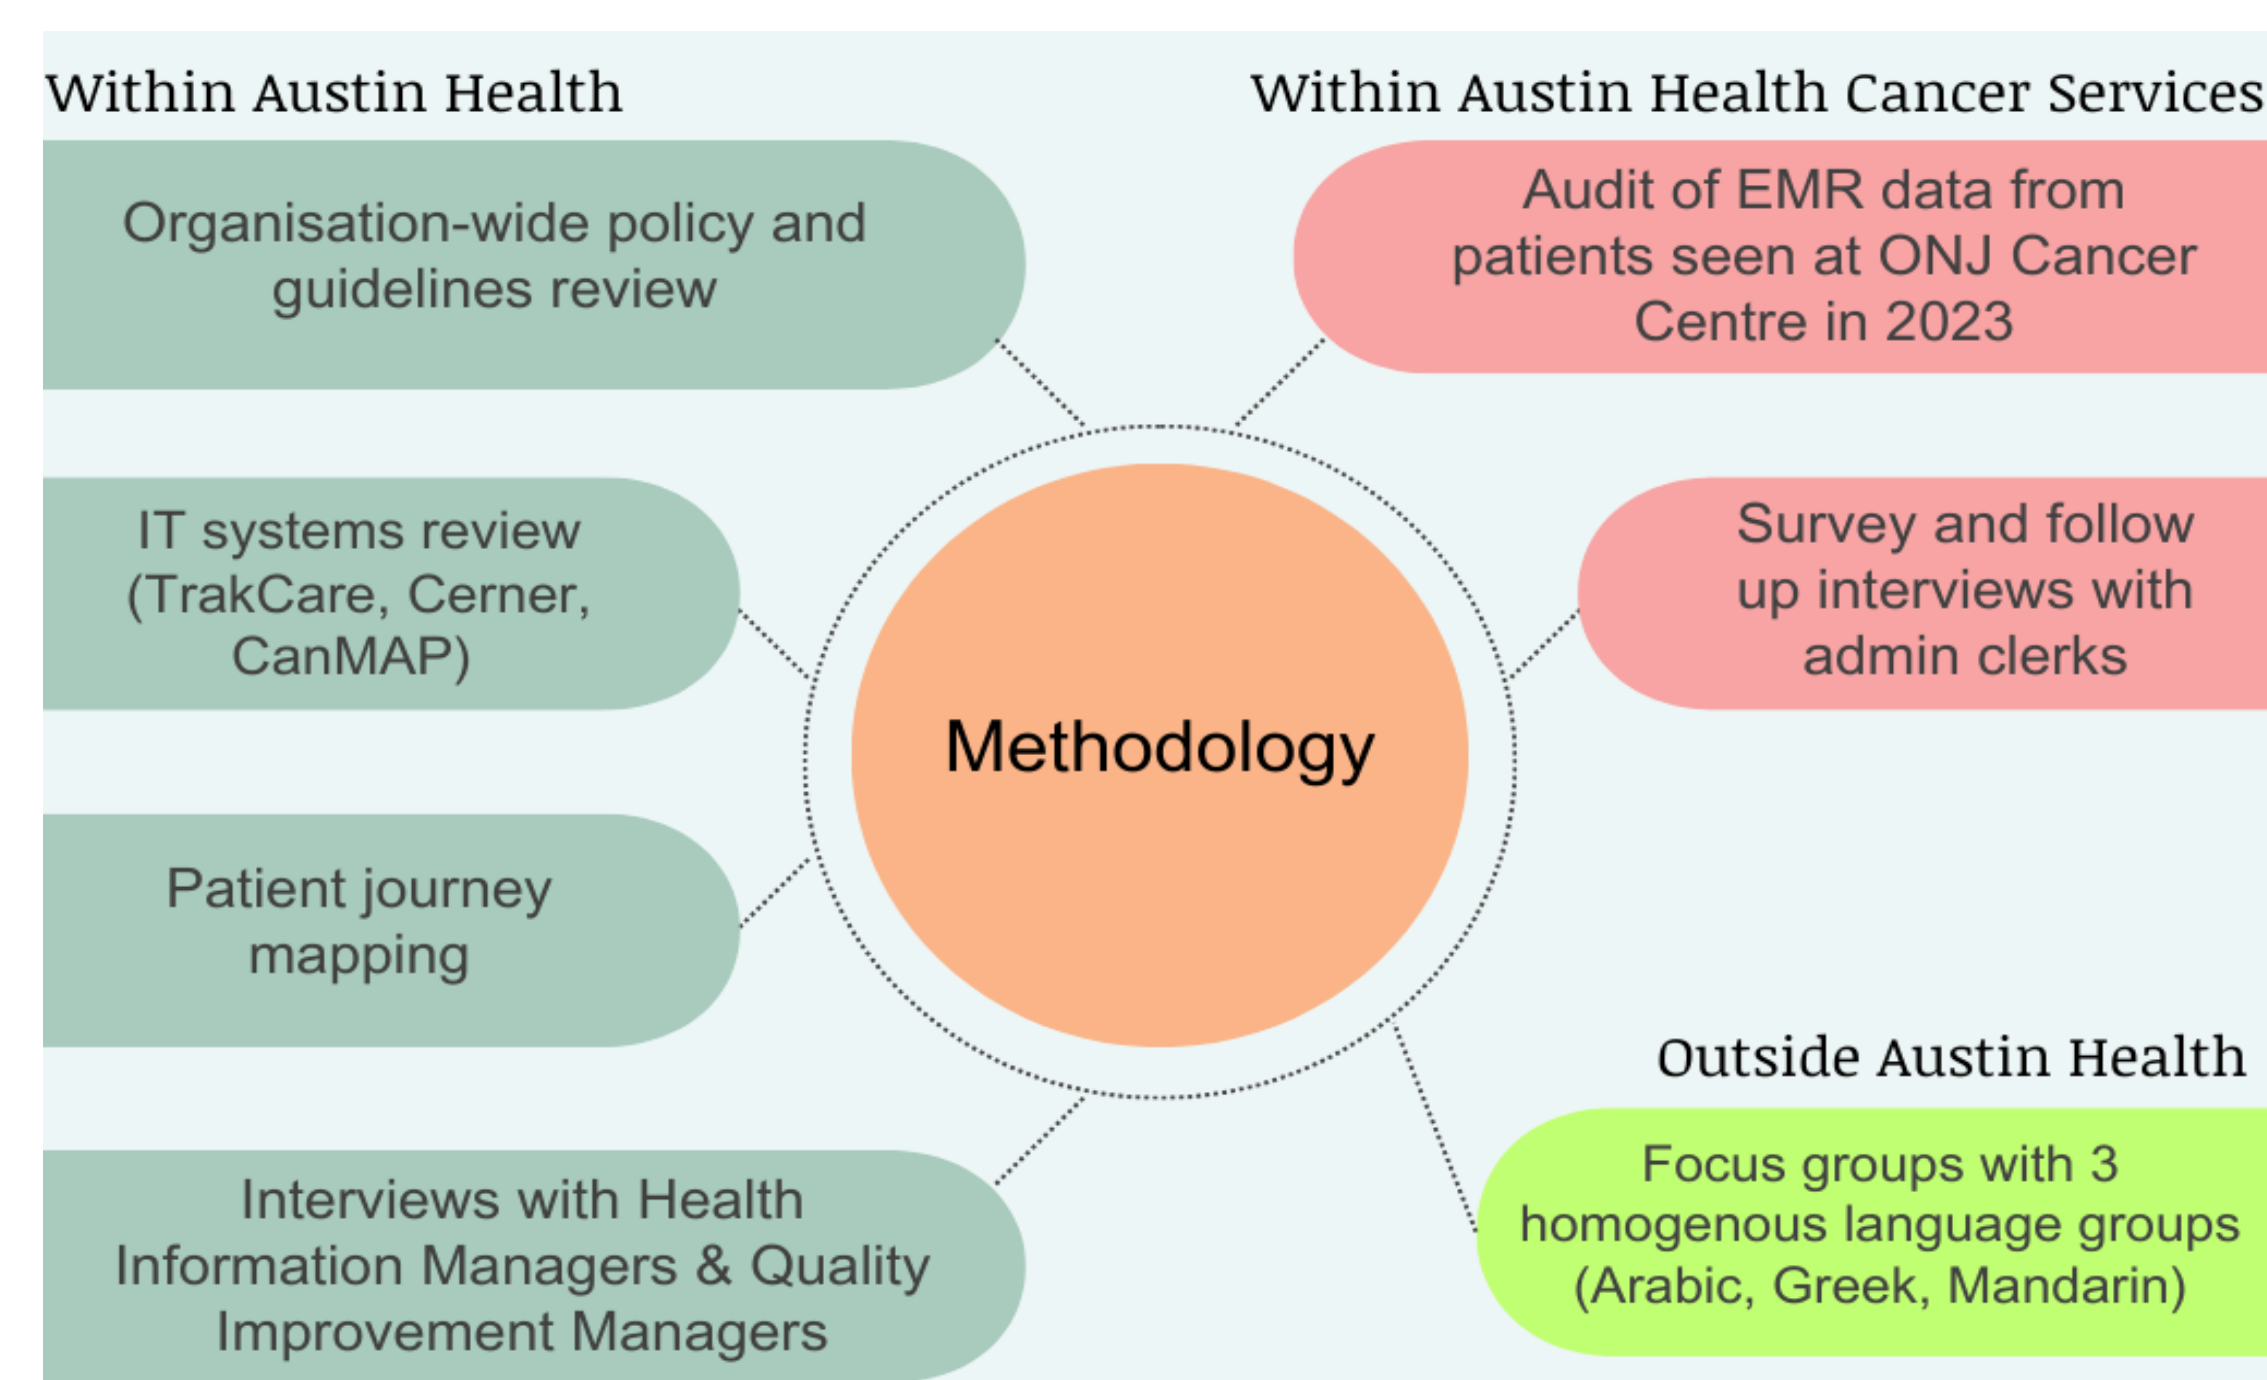 Within Austin Health
Organisation-wide policy and
guidelines review
IT systems review
(TrakCare, Cerner,
CanMAP)
Patient journey
mapping
Interviews with Health
Information Managers & Quality
Improvement Managers
Methodology
Within Austin Health Cancer Services
Audit of EMR data from
patients seen at ONJ Cancer
Centre in 2023
Survey and follow
up interviews with
admin clerks
Outside Austin Health
Focus groups with 3
homogenous language groups
(Arabic, Greek, Mandarin)